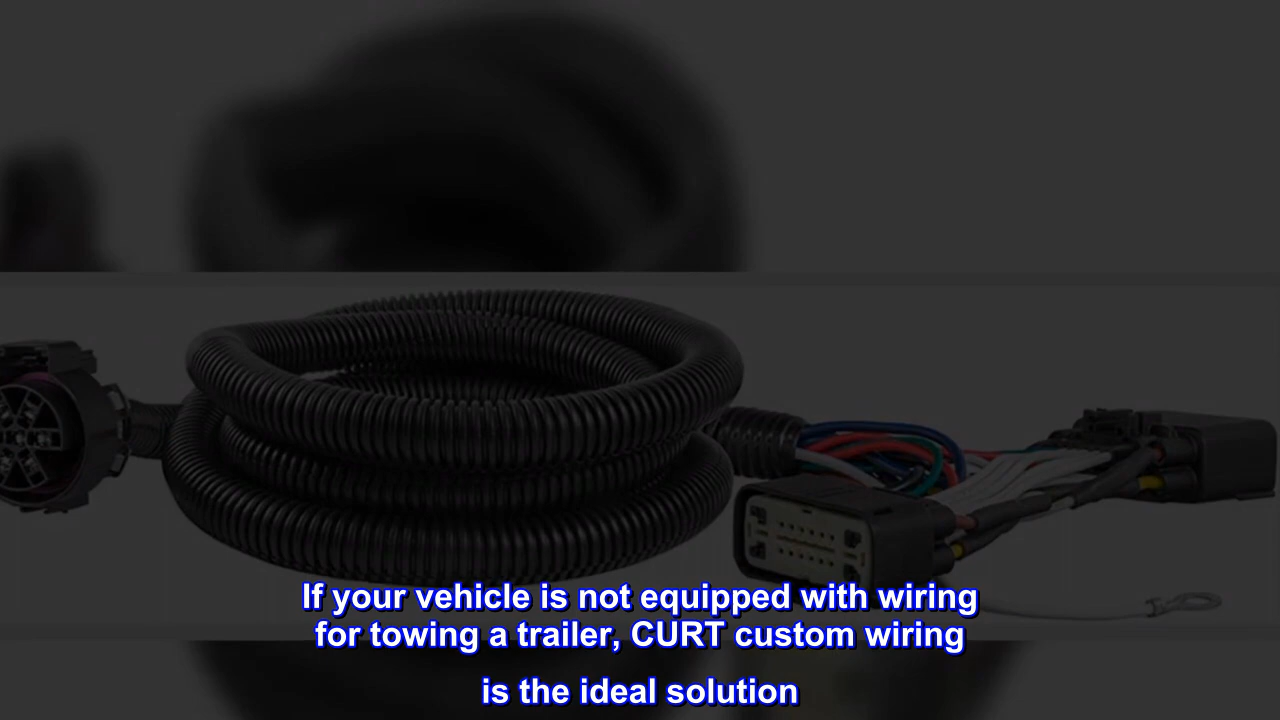 If your vehicle is not equipped with wiring
for towing a trailer, CURT custom wiring
is the ideal solution